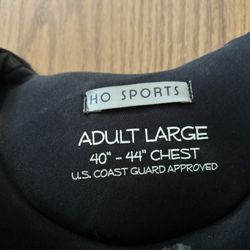 HO SPORTS
ADULT LARGE
40" - 44" CHEST
U.S. COAST GUARD APPROVED